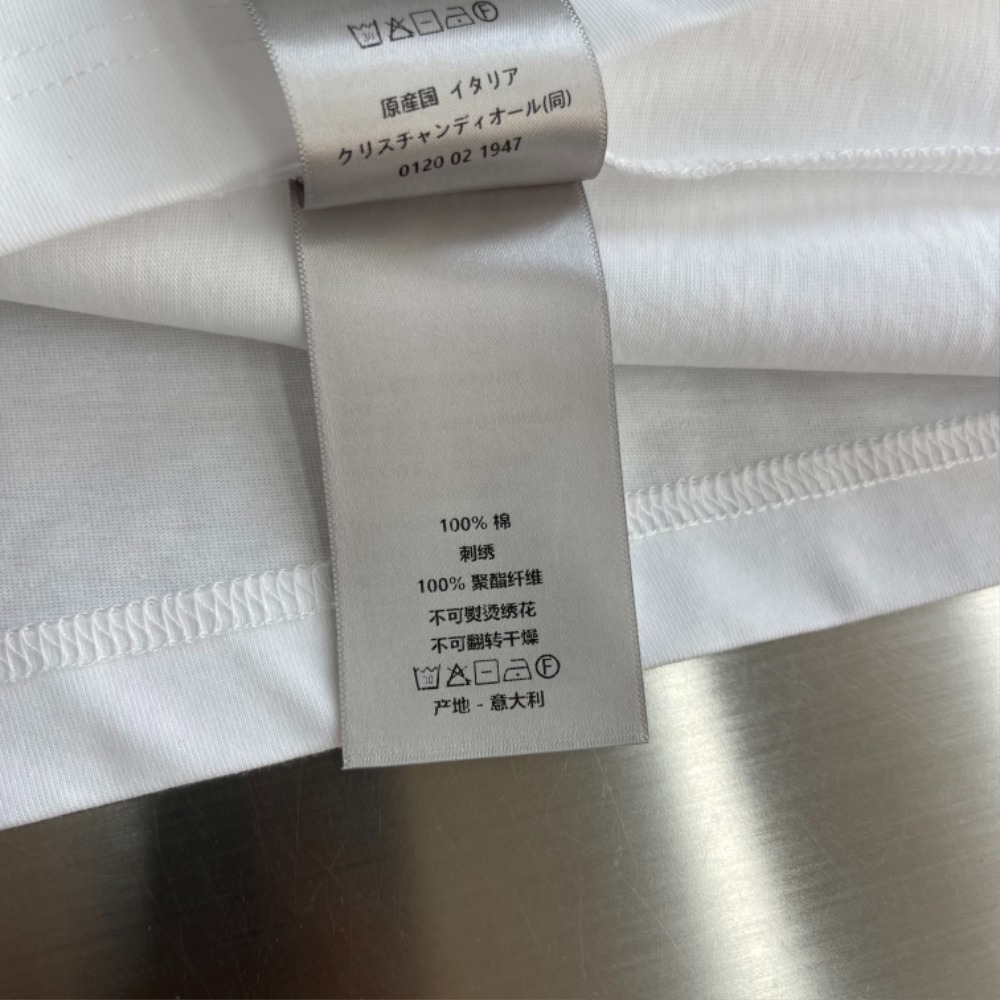 原産国 イタリア
クリスチャンディオール(同)
0120 02 1947
100% 棉
刺绣
100% 聚酯纤维
不可熨烫绣花
不可翻转干燥
产地 - 意大利